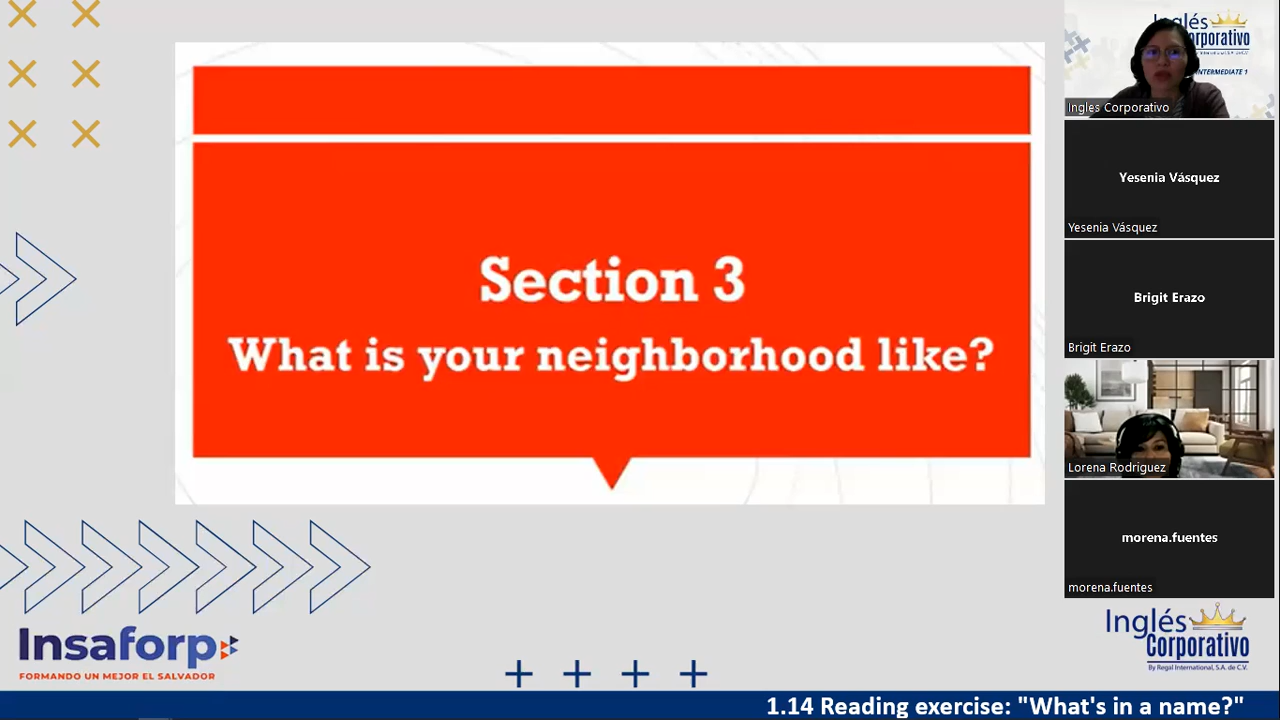 Section 3
What is your neighborhood like?
Inglés
Corporativo
INTERMEDIATE 1
Ingles Corporativo
Yesenia Vásquez
Yesenia Vásquez
Brigit Erazo
Brigit Erazo
Lorena Rodriguez
morena.fuentes
morena.fuentes
Insaforp
FORMANDO UN MEJOR EL SALVADOR
Inglés
Corporativo
By Regal International, S.A. de C.V.
1.14 Reading exercise: "What's in a name?"